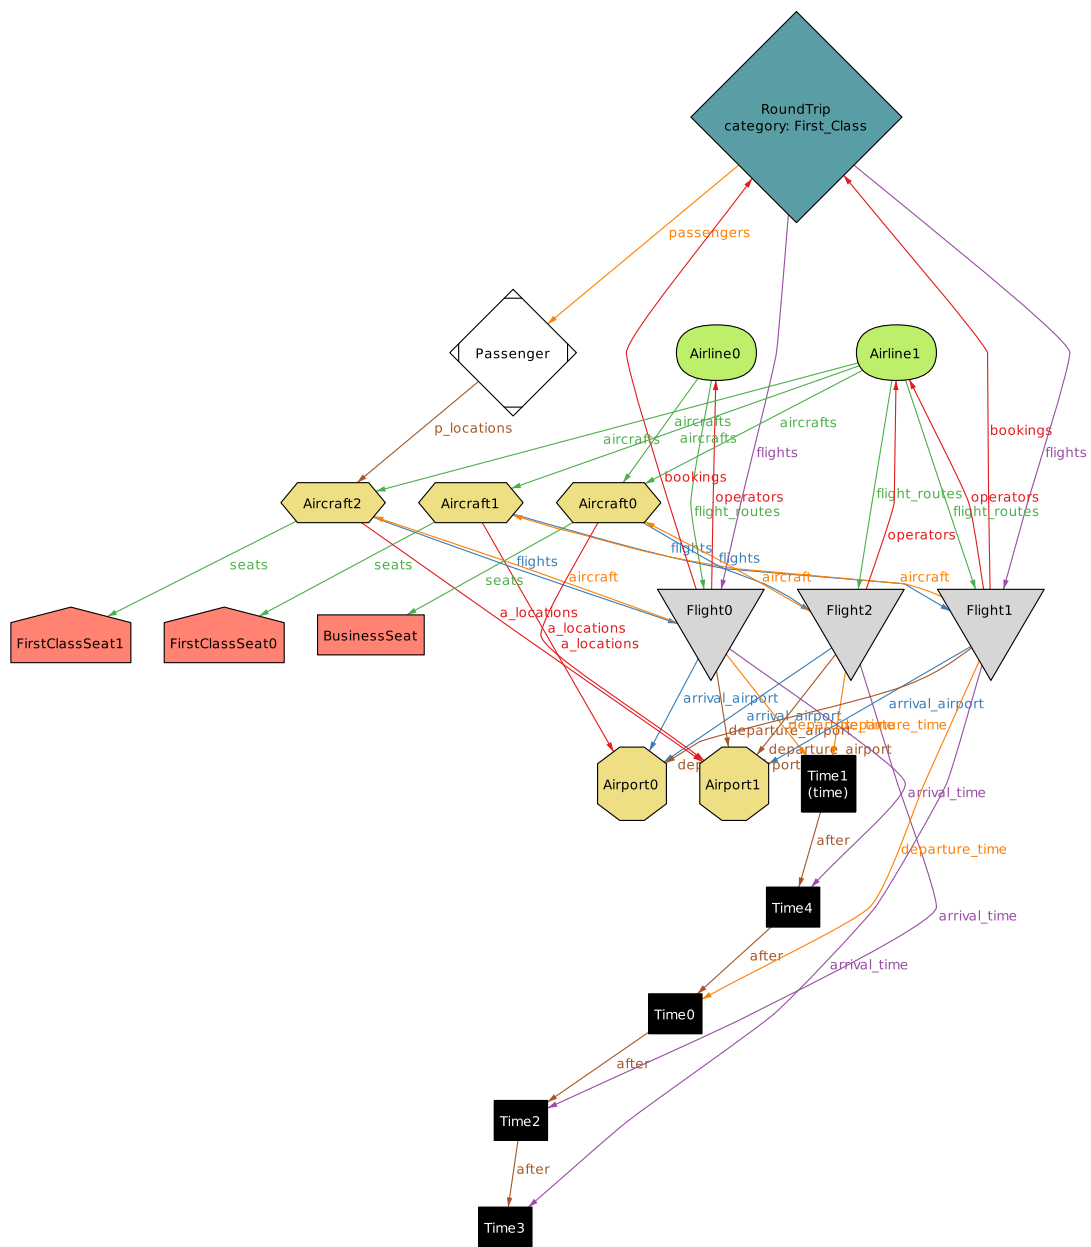 RoundTrip
category: First_Class
passengers
Passenger
Airline0
Airline1
p_locations
aircrafts
aircrafts
aircrafts
aircrafts
flights
bookings
flights
bookings
operators
flight_routes
flight_routes
operators
flight_routes
operators
Aircraft2
Aircraft1
Aircraft0
seats
seats
seats
flights
flights
flights
aircraft
aircraft
aircraft
FirstClassSeat1
FirstClassSeat0
BusinessSeat
Flight0
Flight2
Flight1
a_locations
a_locations
a_locations
arrival_airport
arrival_airport
arrival_airport
departure_time
departure_time
departure_airport
departure_airport
Airport0
Airport1
Time1
(time)
arrival_time
after
departure_time
Time4
arrival_time
after
arrival_time
Time0
after
Time2
after
Time3